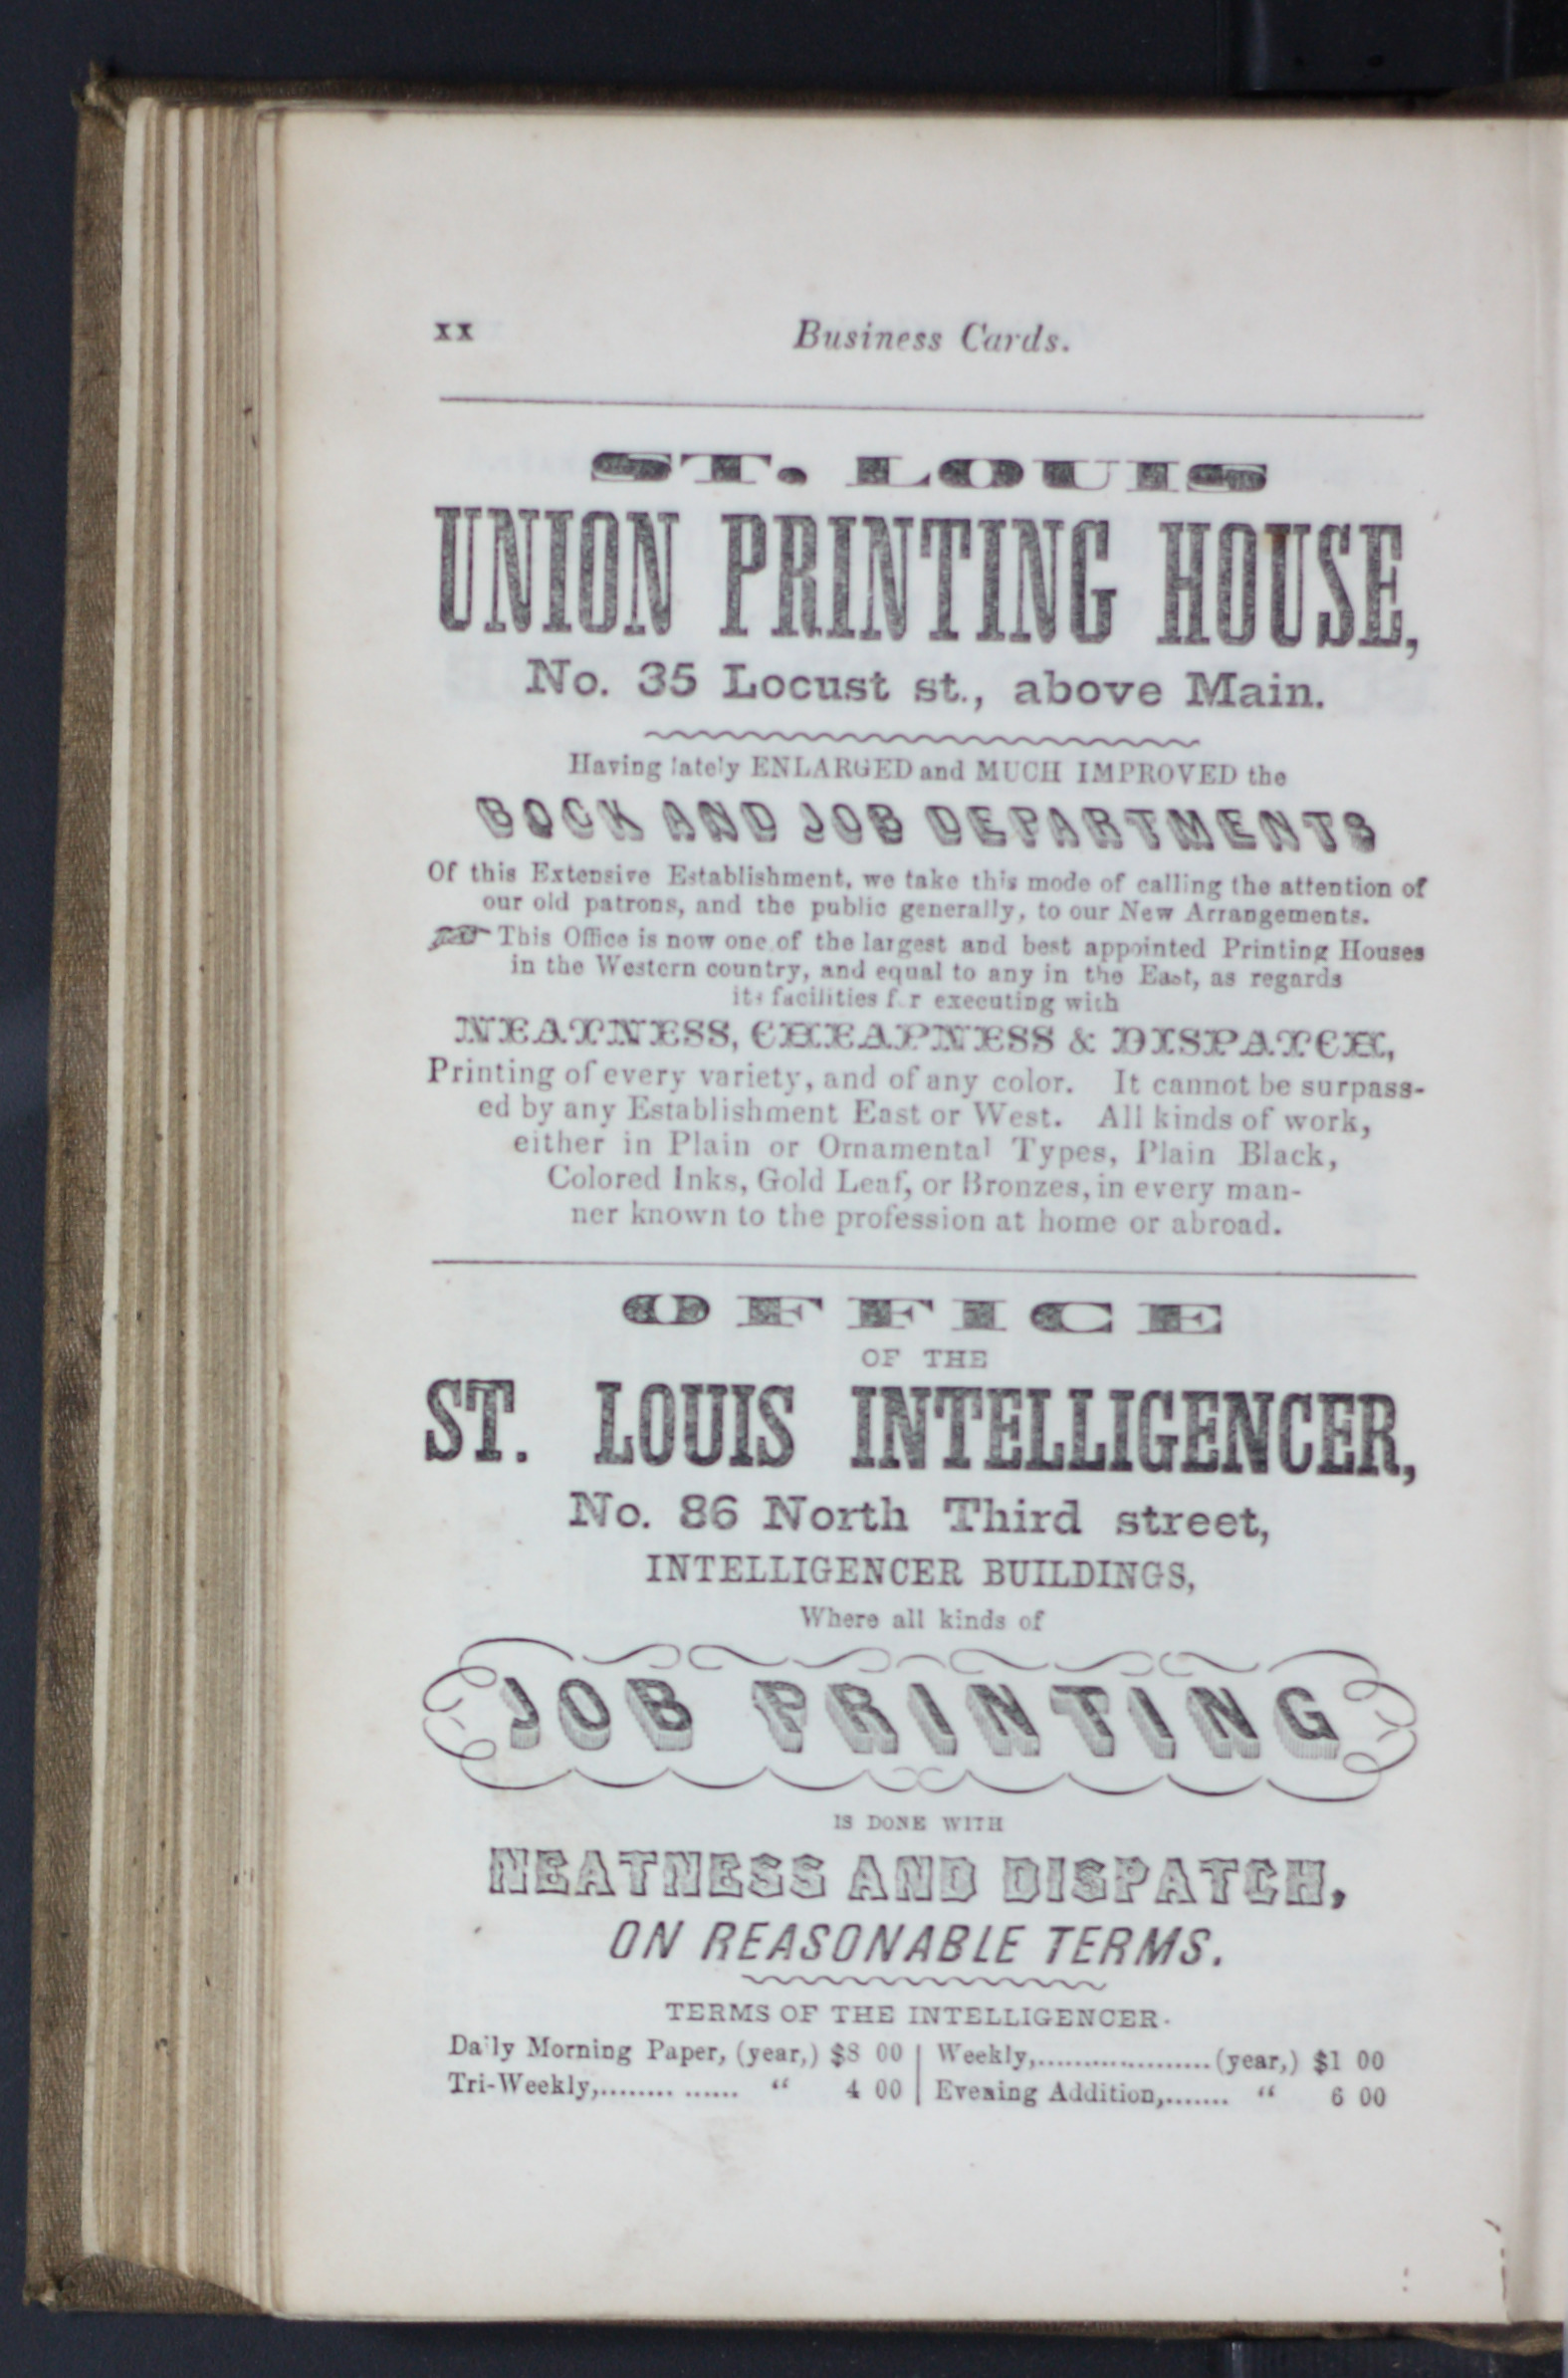 xx Business Cards.
ST. LOUIS
UNION PRINTING HOUSE,
No. 35 Locust st., above Main.
Having lately ENLARGED and MUCH IMPROVED the
BOOK AND JOB DEPARTMENTS
Of this Extensive Establishment, we take this mode of calling the attention of
our old patrons, and the public generally, to our New Arrangements.
☞ This Office is now one of the largest and best appointed Printing Houses
in the Western country, and equal to any in the East, as regards
its facilities f r executing with
NEATNESS, CHEAPNESS & DISPATCH,
Printing of every variety, and of any color. It cannot be surpass-
ed by any Establishment East or West. All kinds of work,
either in Plain or Ornamental Types, Plain Black,
Colored Inks, Gold Leaf, or Bronzes, in every man-
ner known to the profession at home or abroad.
OFFICE
OF THE
ST. LOUIS INTELLIGENCER,
No. 86 North Third street,
INTELLIGENCER BUILDINGS,
Where all kinds of
JOB PRINTING
IS DONE WITH
NEATNESS AND DISPATCH,
ON REASONABLE TERMS.
TERMS OF THE INTELLIGENCER.
Daily Morning Paper, (year,) $8 00 | Weekly,....................(year,) $1 00
Tri-Weekly,......... ...... “ 4 00 | Evening Addition,....... “ 6 00